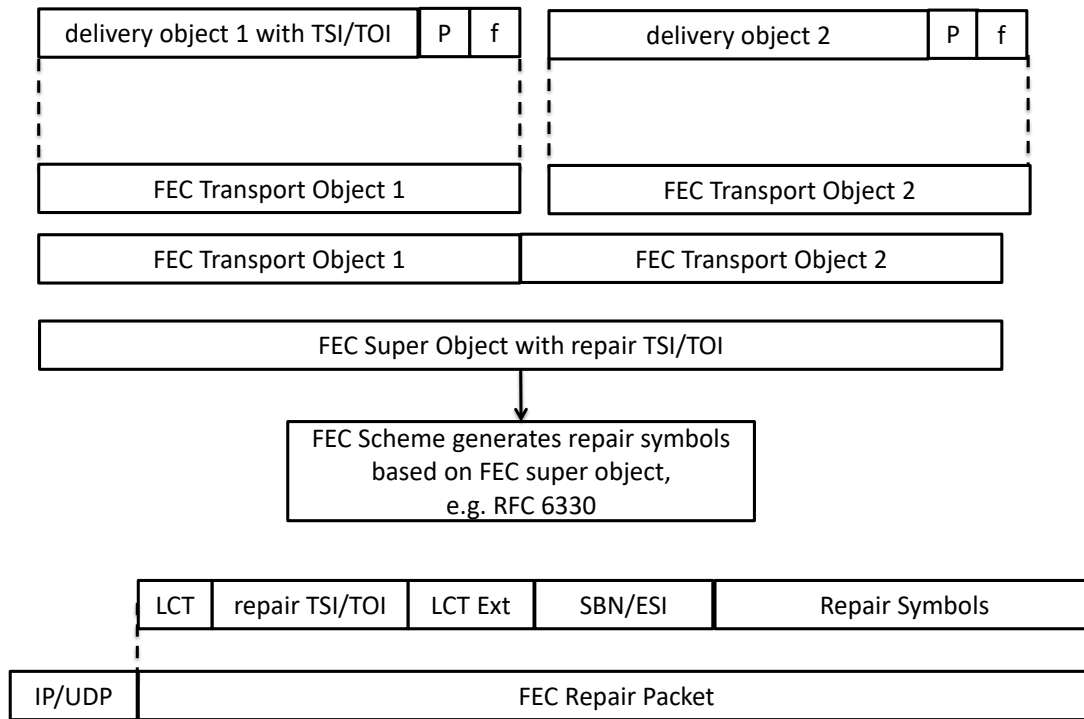 delivery object 1 with TSI/TOI P f delivery object 2 P f
FEC Transport Object 1 FEC Transport Object 2
FEC Transport Object 1 FEC Transport Object 2
FEC Super Object with repair TSI/TOI
FEC Scheme generates repair symbols
based on FEC super object,
e.g. RFC 6330
LCT repair TSI/TOI LCT Ext SBN/ESI Repair Symbols
IP/UDP FEC Repair Packet